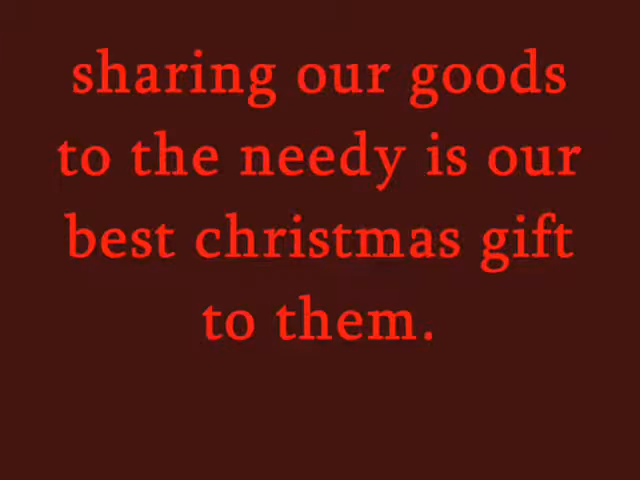 sharing our goods
to the needy is our
best christmas gift
to them.